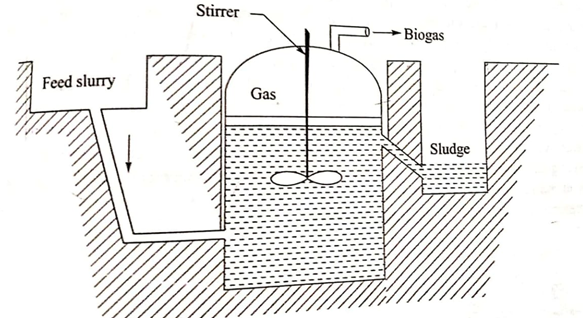 Stirrer
Biogas
Feed slurry
Gas
Sludge